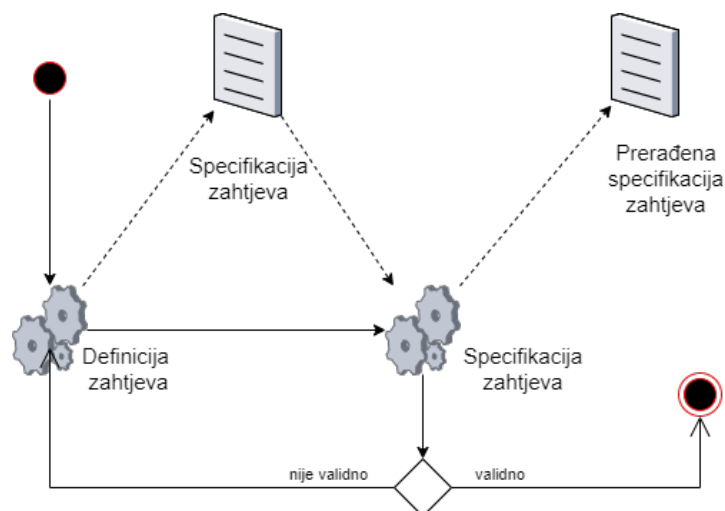 Specifikacija
zahtjeva
Prerađena
specifikacija
zahtjeva
Definicija
zahtjeva
Specifikacija
zahtjeva
nije validno
validno